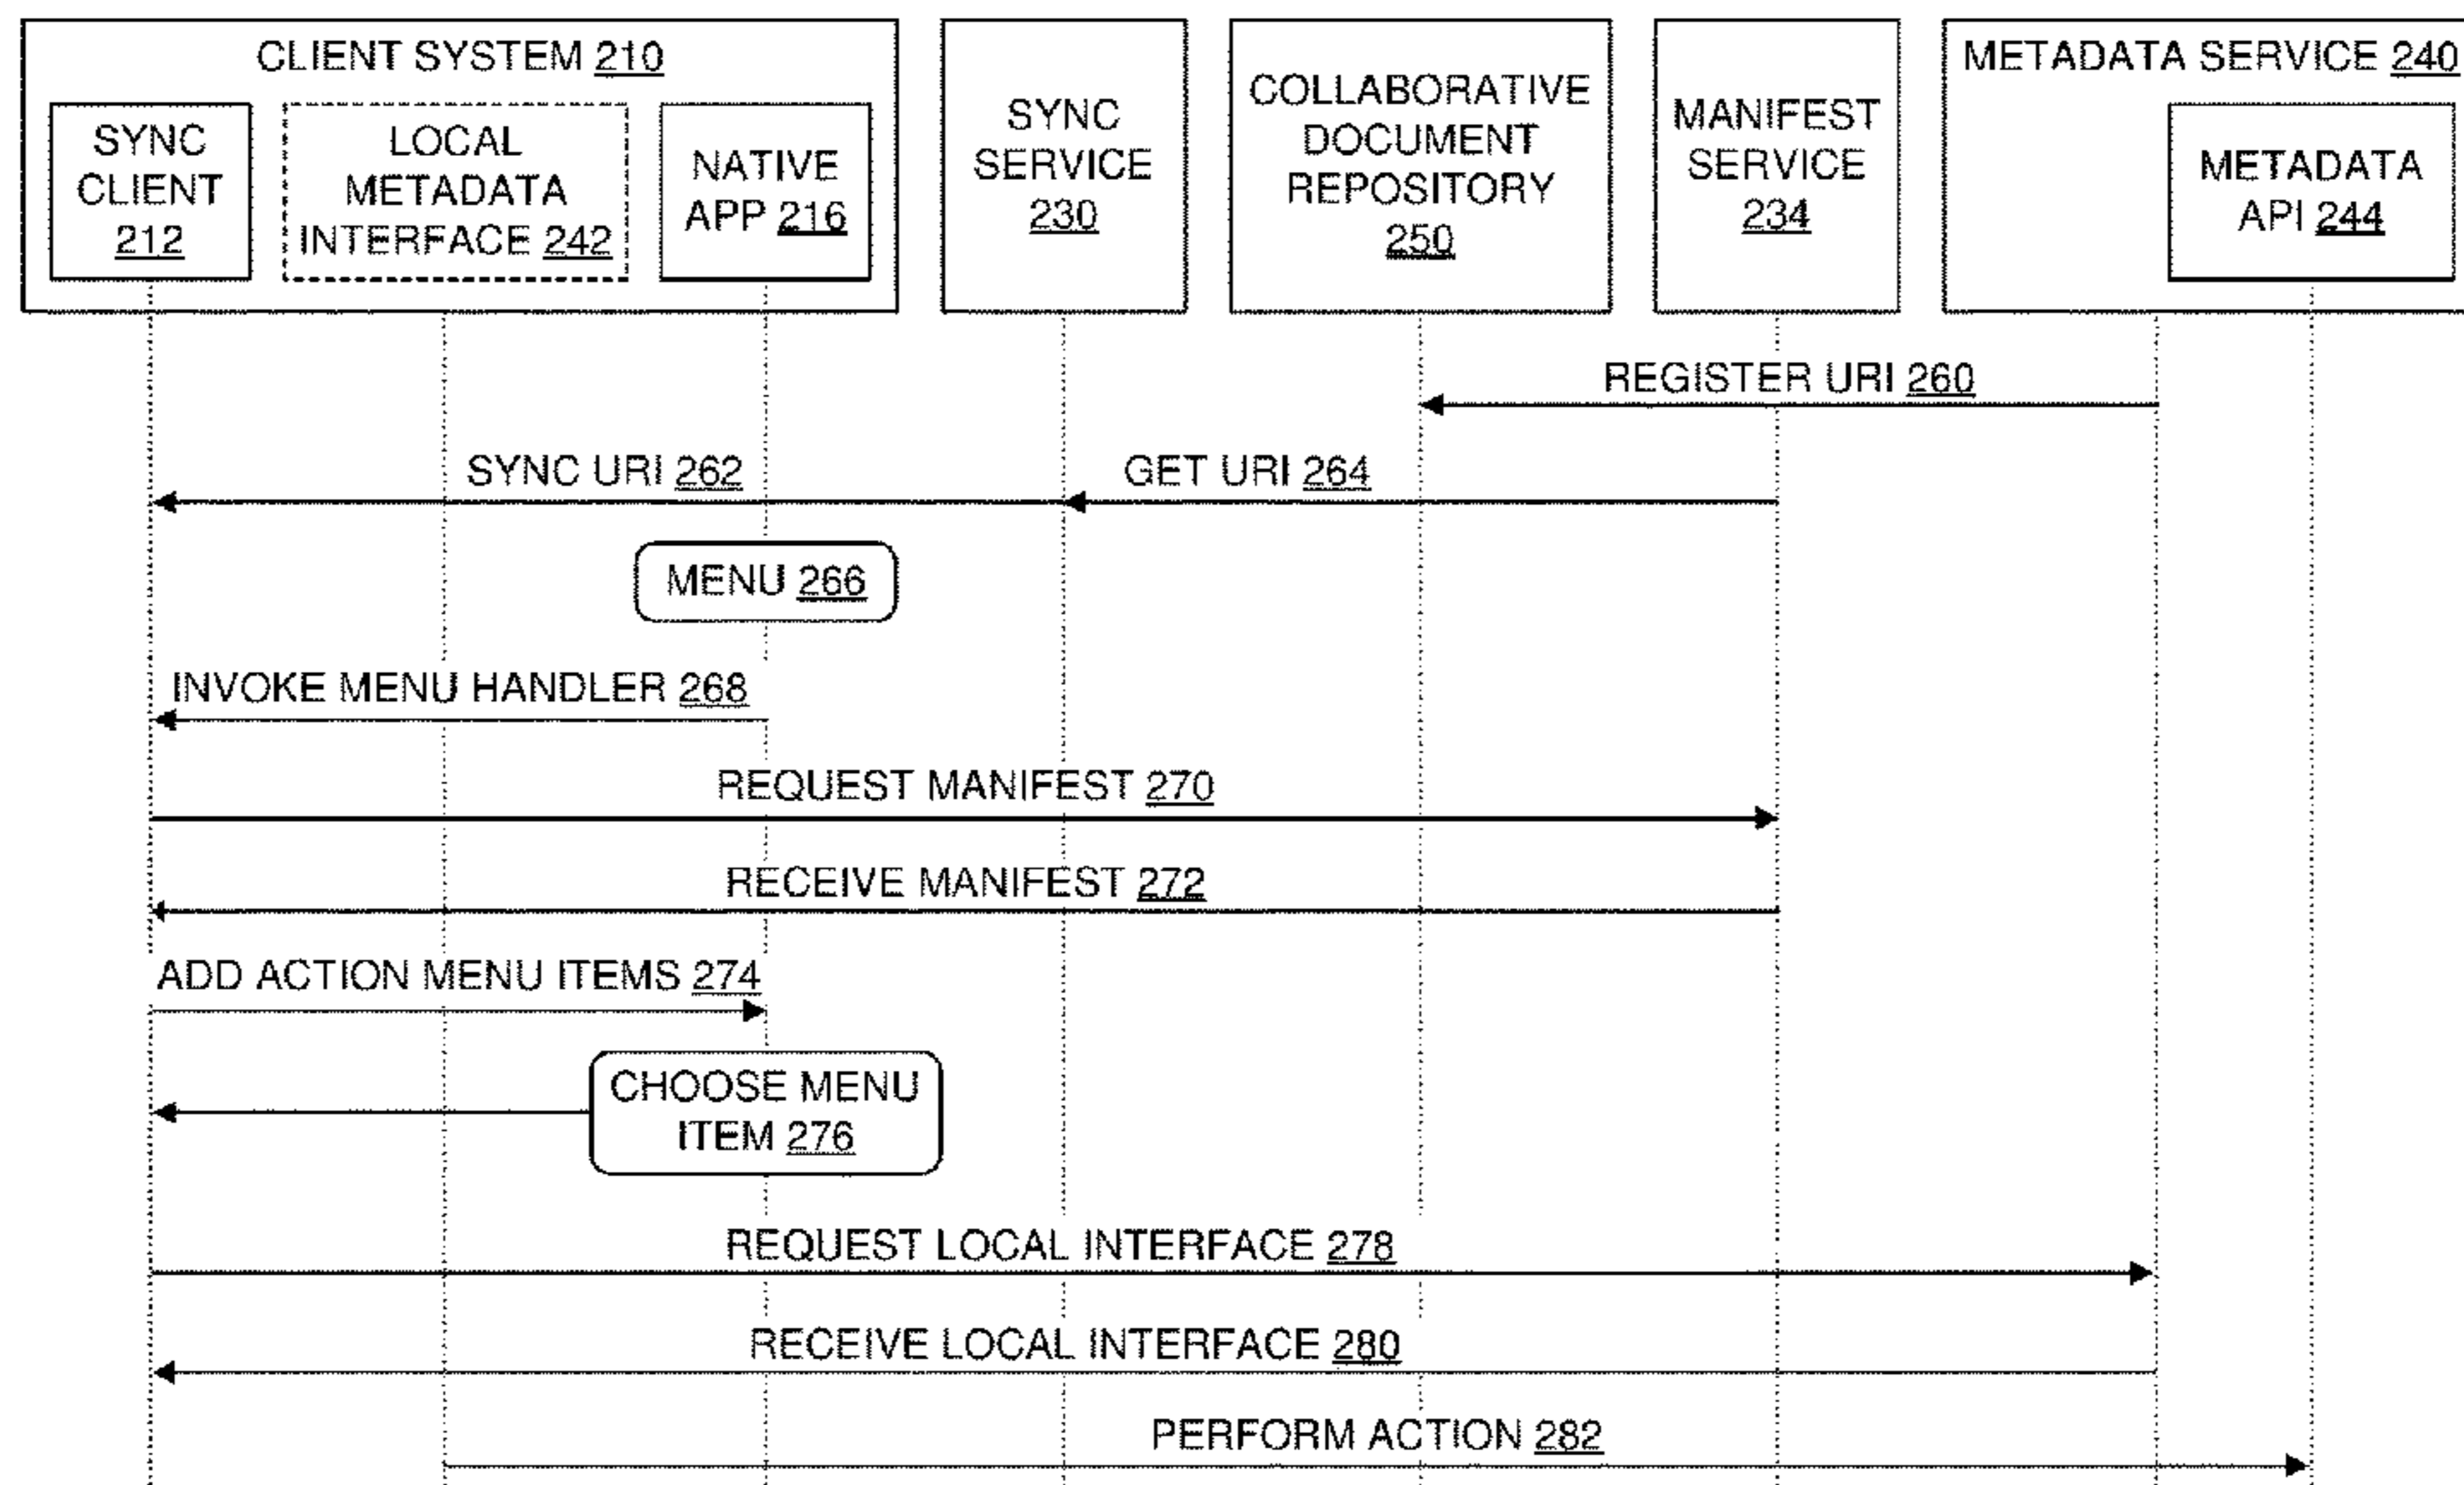 CLIENT SYSTEM 210
SYNC
CLIENT
212
LOCAL
METADATA
INTERFACE 242
NATIVE
APP 216
SYNC
SERVICE
230
COLLABORATIVE
DOCUMENT
REPOSITORY
250
MANIFEST
SERVICE
234
METADATA SERVICE 240
METADATA
API 244
REGISTER URI 260
SYNC URI 262
GET URI 264
MENU 266
INVOKE MENU HANDLER 268
REQUEST MANIFEST 270
RECEIVE MANIFEST 272
ADD ACTION MENU ITEMS 274
CHOOSE MENU
ITEM 276
REQUEST LOCAL INTERFACE 278
RECEIVE LOCAL INTERFACE 280
PERFORM ACTION 282